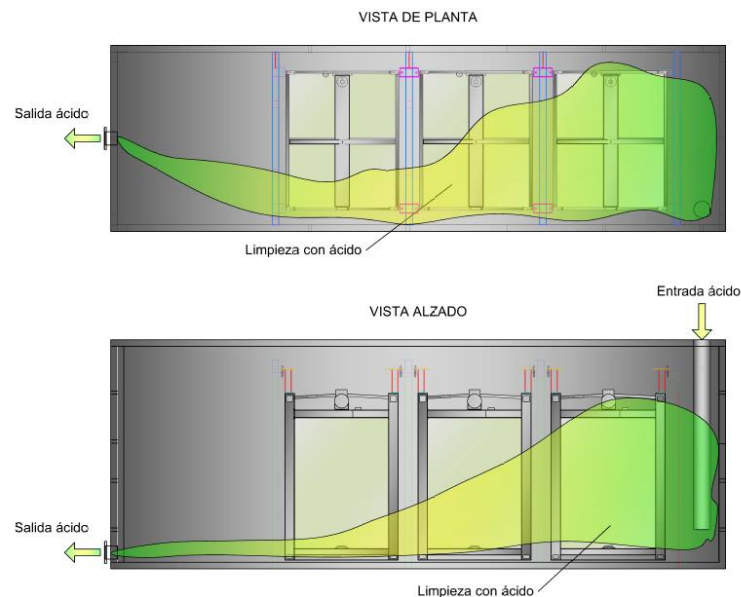 VISTA DE PLANTA
Salida ácido
Limpieza con ácido
Entrada ácido
VISTA ALZADO
Salida ácido
Limpieza con ácido